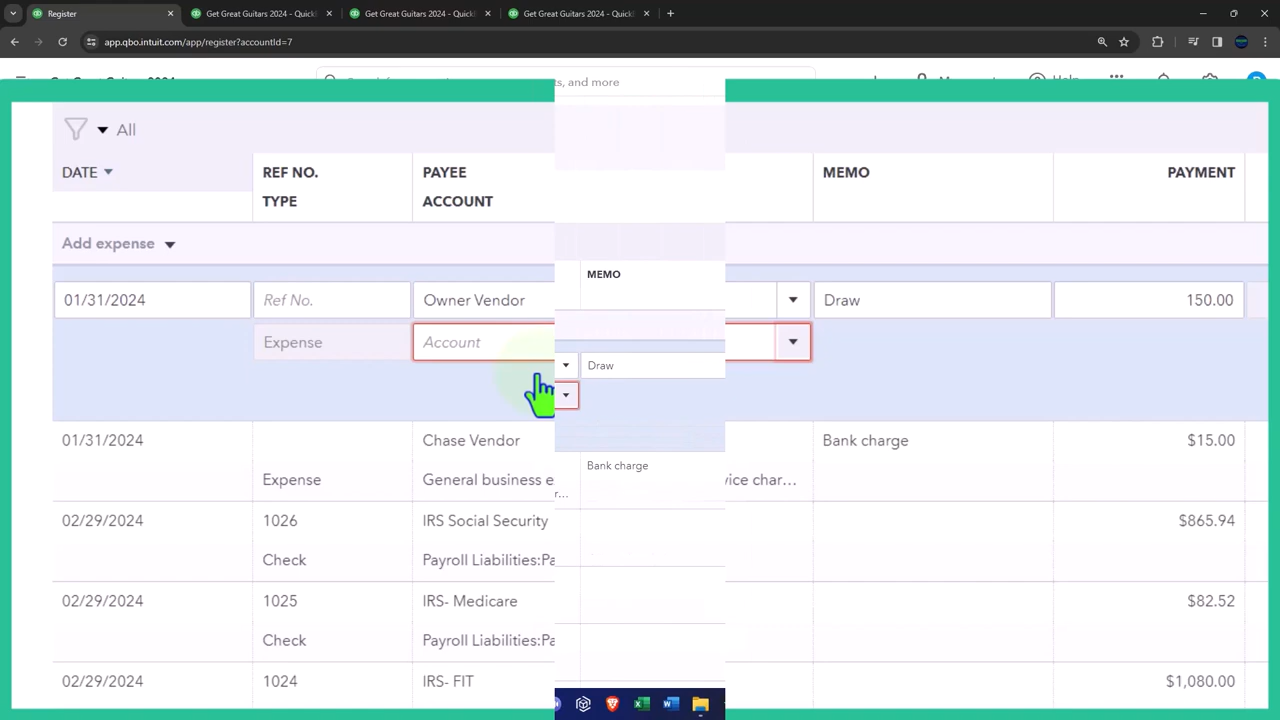 Register
Get Great Guitars 2024 – Quick
Get Great Guitars 2024 – Quick
Get Great Guitars 2024 – Quick
app.qbo.intuit.com/app/register?accountId=7
ts, and more
Help
All
DATE
REF NO.
PAYEE
MEMO
PAYMENT
TYPE
ACCOUNT
Add expense
MEMO
01/31/2024
Ref No.
Owner Vendor
Draw
150.00
Expense
Account
Draw
01/31/2024
Chase Vendor
Bank charge
$15.00
Bank charge
Expense
General business e
vice char...
r...
02/29/2024
1026
IRS Social Security
$865.94
Check
Payroll Liabilities:Pa
02/29/2024
1025
IRS- Medicare
$82.52
Check
Payroll Liabilities:Pa
02/29/2024
1024
IRS- FIT
$1,080.00